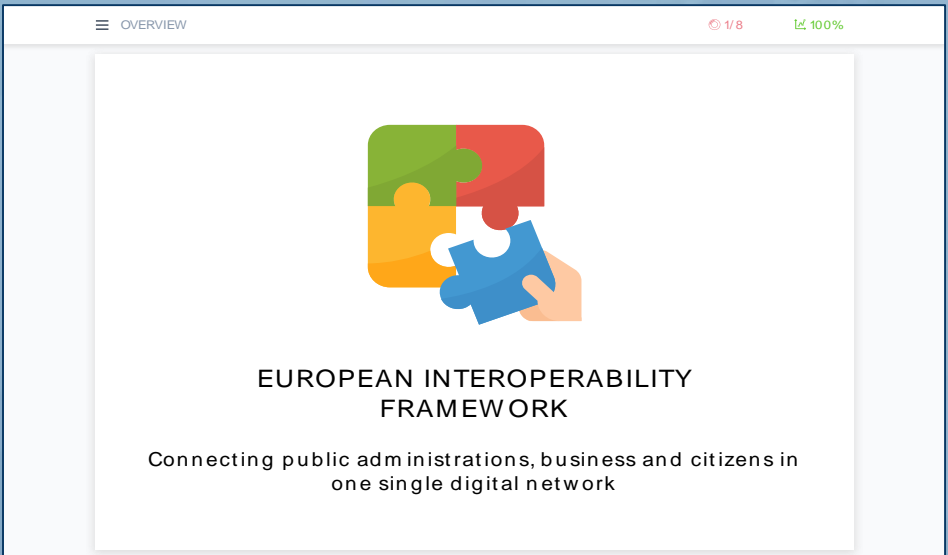 OVERVIEW
1/8
100%
EUROPEAN INTEROPERABILITY
FRAMEWORK
Connecting public administrations, business and citizens in
one single digital network